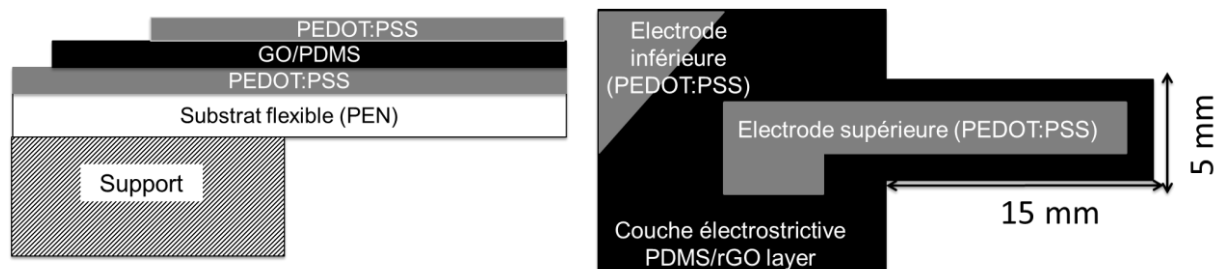 PEDOT:PSS
GO/PDMS
PEDOT:PSS
Substrat flexible (PEN)
Support
Electrode
inférieure
(PEDOT:PSS)
Electrode supérieure (PEDOT:PSS)
Couche électrostrictive
PDMS/rGO layer
15 mm
5 mm